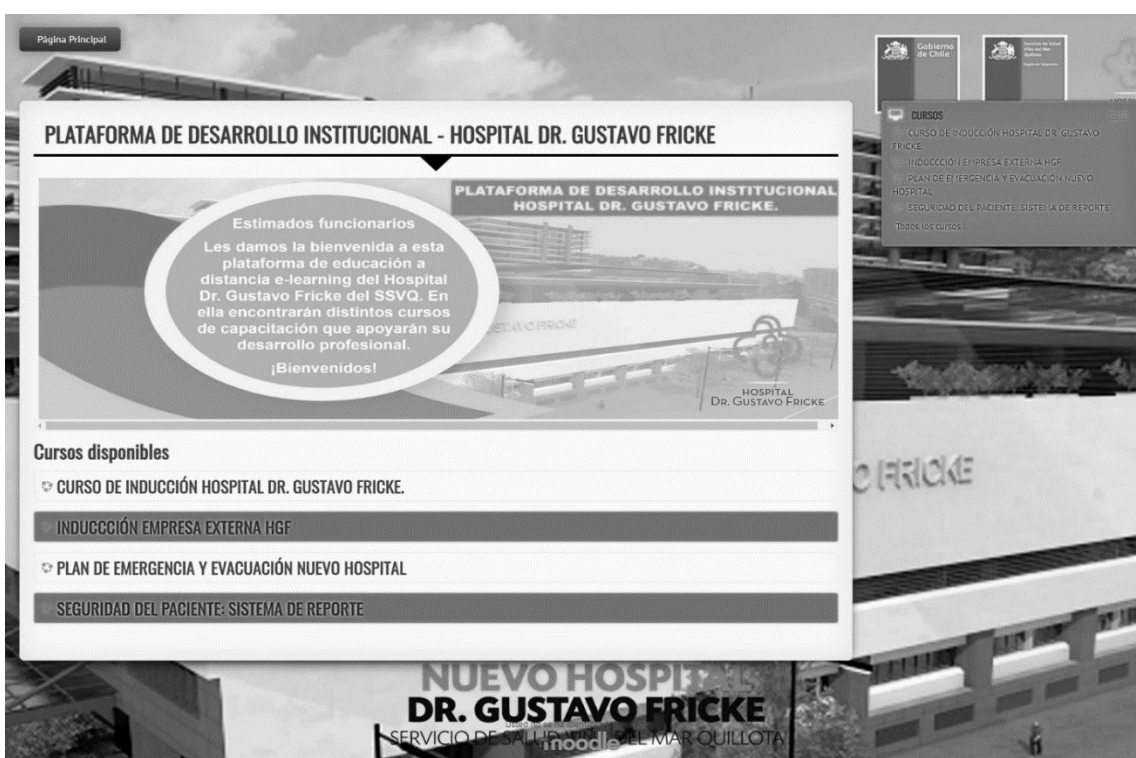 Página Principal
Gobierno
de Chile
PLATAFORMA DE DESARROLLO INSTITUCIONAL - HOSPITAL DR. GUSTAVO FRICKE
PLATAFORMA DE DESARROLLO INSTITUCIONAL
HOSPITAL DR. GUSTAVO FRICKE.
Estimados funcionarios
Les damos la bienvenida a esta
plataforma de educación a
distancia e-learning del Hospital
Dr. Gustavo Fricke del SSVQ. En
ella encontrarán distintos cursos
de capacitación que apoyarán su
desarrollo profesional.
¡Bienvenidos!
HOSPITAL
DR. GUSTAVO FRICKE
CURSOS
CURSO DE INDUCCIÓN HOSPITAL DR. GUSTAVO
FRICKE.
INDUCCCIÓN EMPRESA EXTERNA HGF
PLAN DE EMERGENCIA Y EVACUACIÓN NUEVO
HOSPITAL
SEGURIDAD DEL PACIENTE: SISTEMA DE REPORTE
Todos los cursos
Cursos disponibles
CURSO DE INDUCCIÓN HOSPITAL DR. GUSTAVO FRICKE.
INDUCCCIÓN EMPRESA EXTERNA HGF
PLAN DE EMERGENCIA Y EVACUACIÓN NUEVO HOSPITAL
SEGURIDAD DEL PACIENTE: SISTEMA DE REPORTE
O FRICKE
NUEVO HOSPITAL
DR. GUSTAVO FRICKE
SERVICIO DE SALUD VIÑA DEL MAR QUILLOTA
moodle